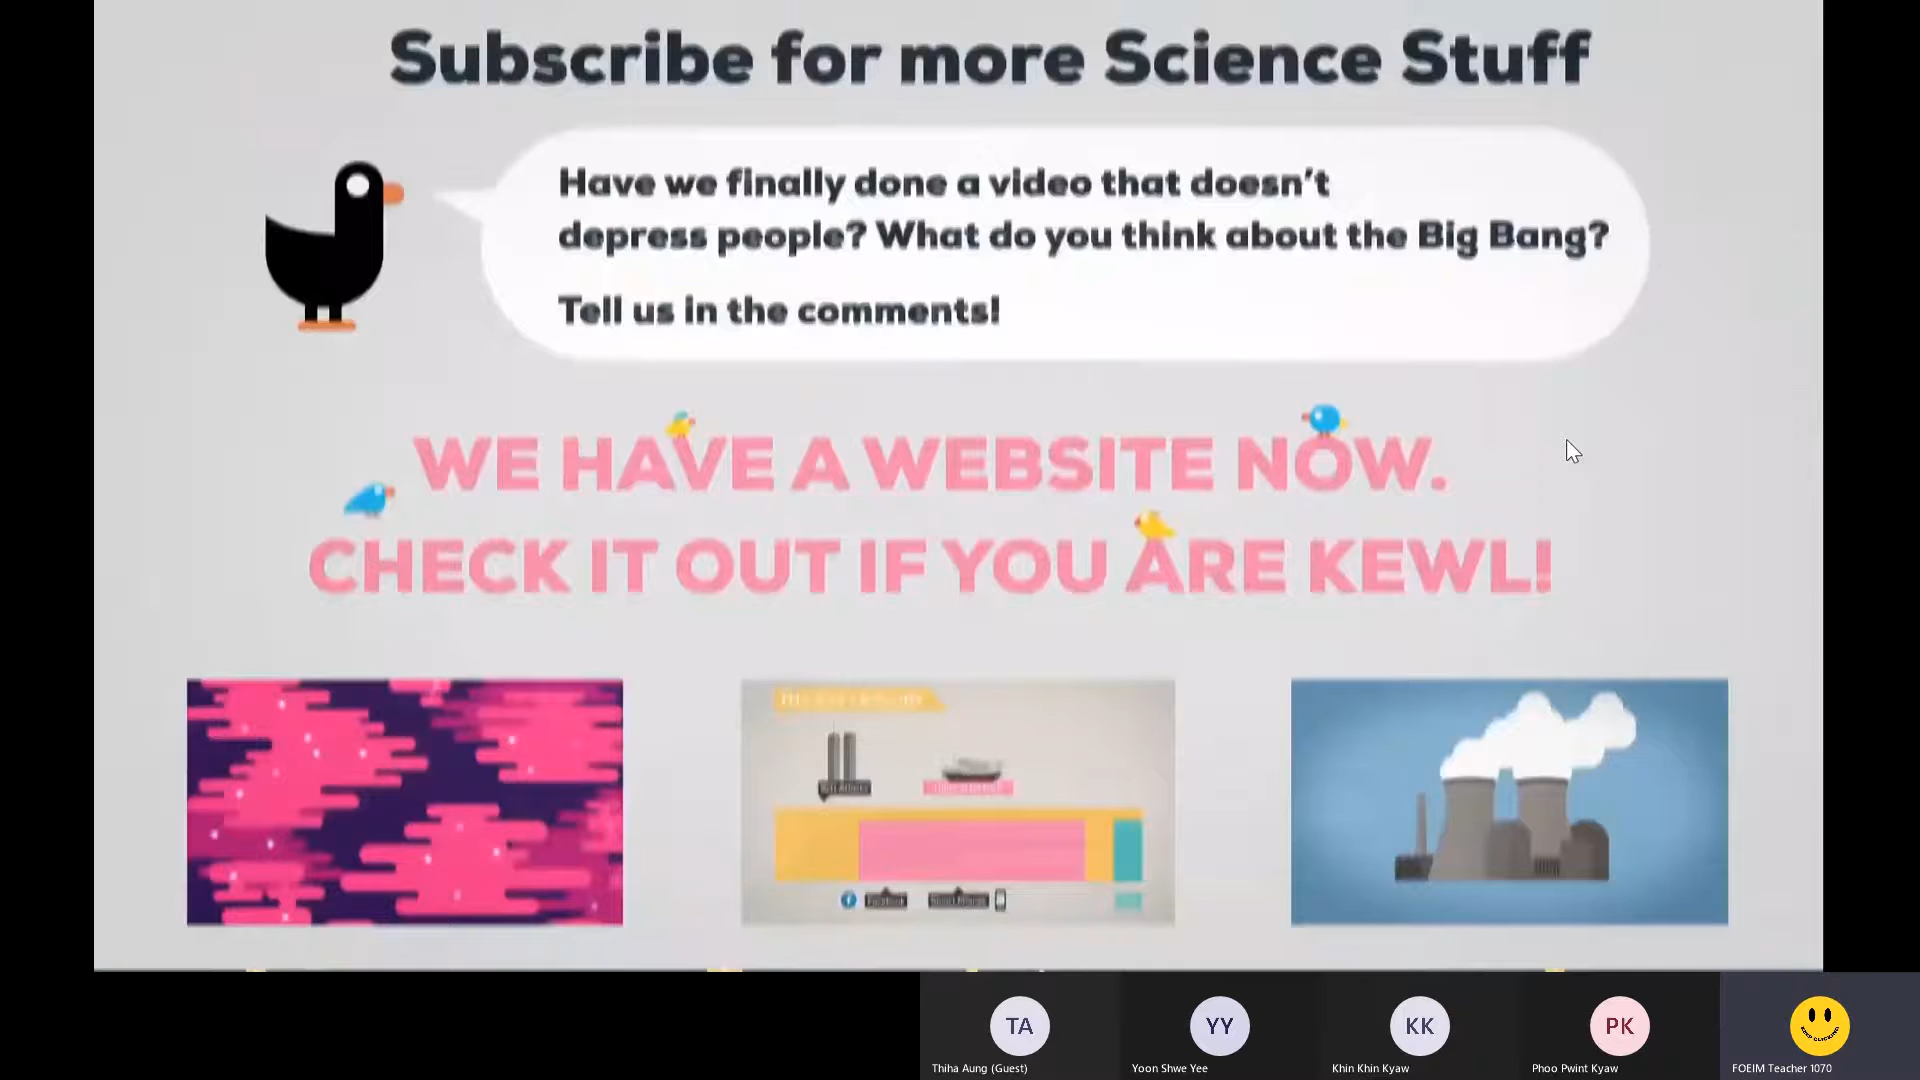 Subscribe for more Science Stuff
Have we finally done a video that doesn't
depress people? What do you think about the Big Bang?
Tell us in the comments!
WE HAVE A WEBSITE NOW.
CHECK IT OUT IF YOU ARE KEWL!
Facebook
TA
YY
KK
PK
KEEP CLICKING
Thiha Aung (Guest)
Yoon Shwe Yee
Khin Khin Kyaw
Phoo Pwint Kyaw
FOEIM Teacher 1070